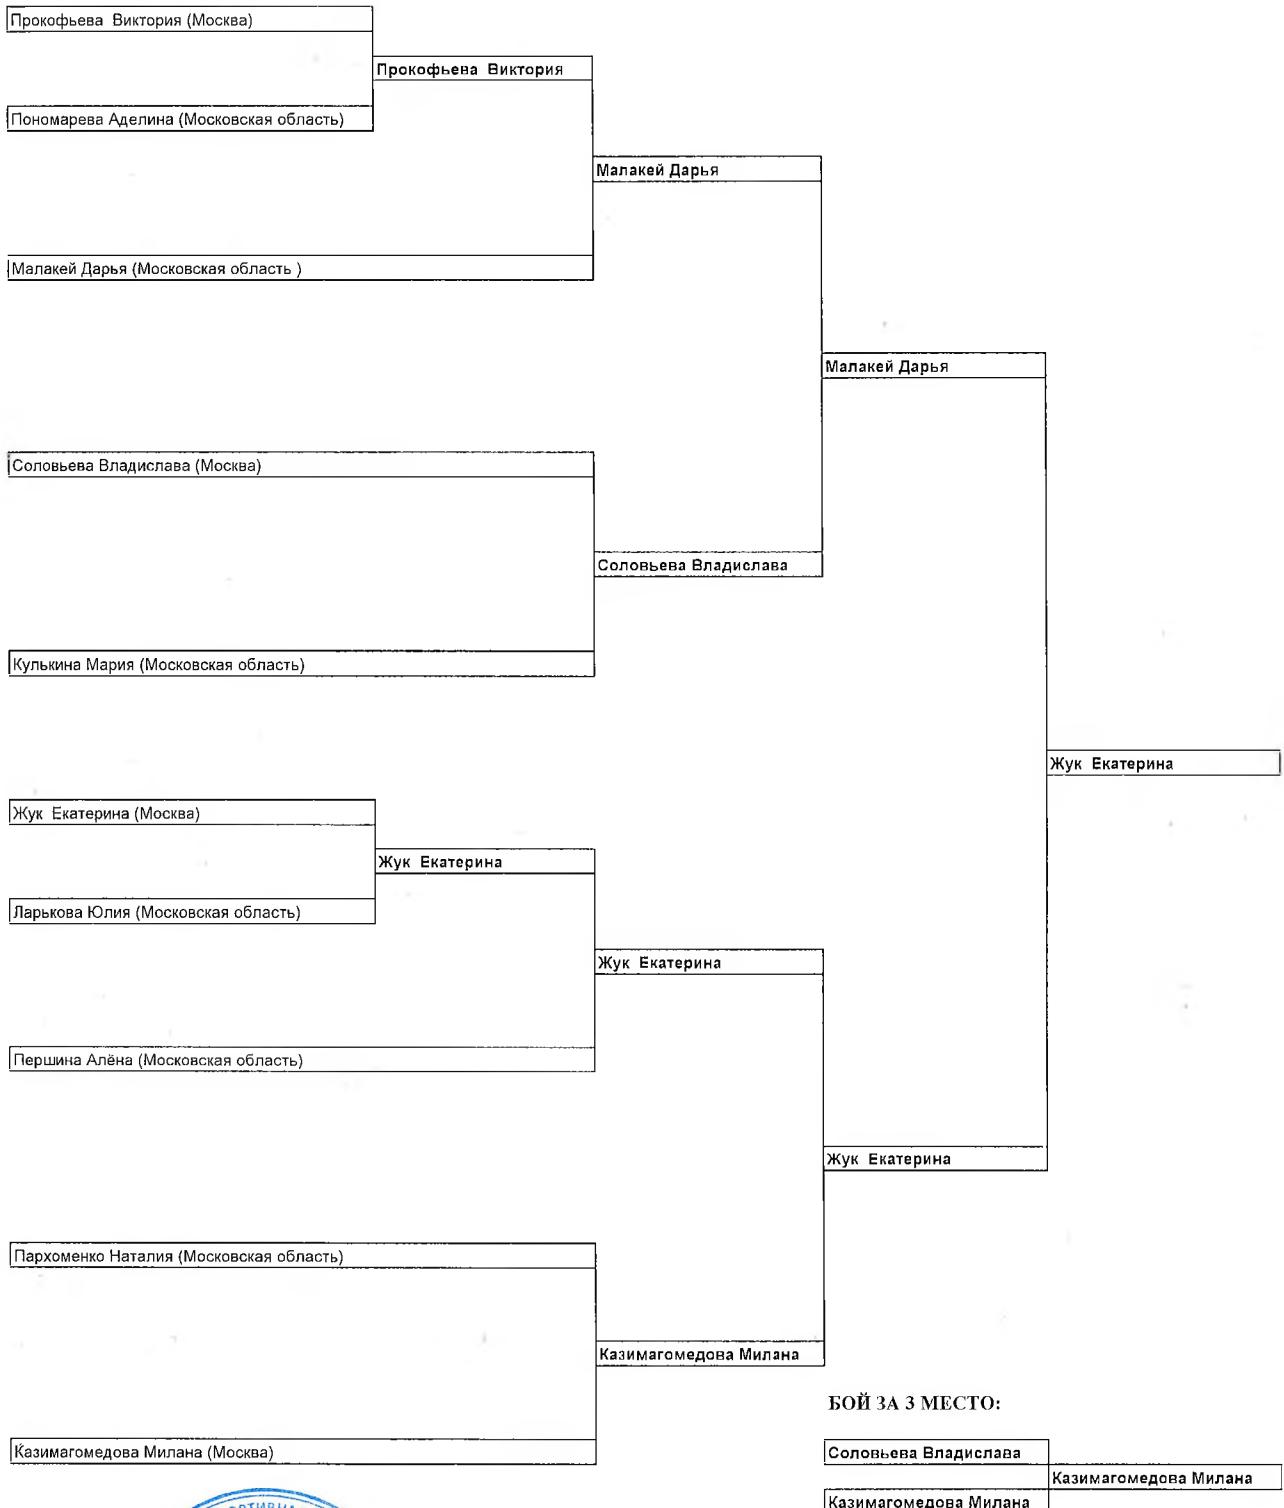 Прокофьева Виктория (Москва)
Прокофьева Виктория
Пономарева Аделина (Московская область)
Малакей Дарья
Малакей Дарья (Московская область )
Малакей Дарья
Соловьева Владислава (Москва)
Соловьева Владислава
Кулькина Мария (Московская область)
Жук Екатерина
Жук Екатерина (Москва)
Жук Екатерина
Ларькова Юлия (Московская область)
Жук Екатерина
Першина Алёна (Московская область)
Жук Екатерина
Пархоменко Наталия (Московская область)
Казимагомедова Милана
БОЙ ЗА 3 МЕСТО:
Казимагомедова Милана (Москва)
Соловьева Владислава
Казимагомедова Милана
Казимагомедова Милана